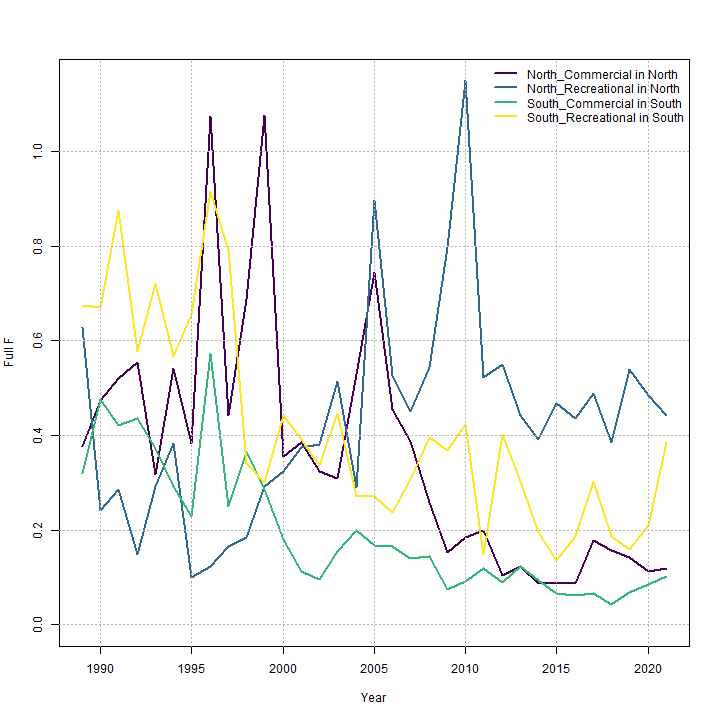 North_Commercial in North
North_Recreational in North
South_Commercial in South
South_Recreational in South
1.0
0.8
0.6
0.4
0.2
0.0
Full F
1990 1995 2000 2005 2010 2015 2020
Year